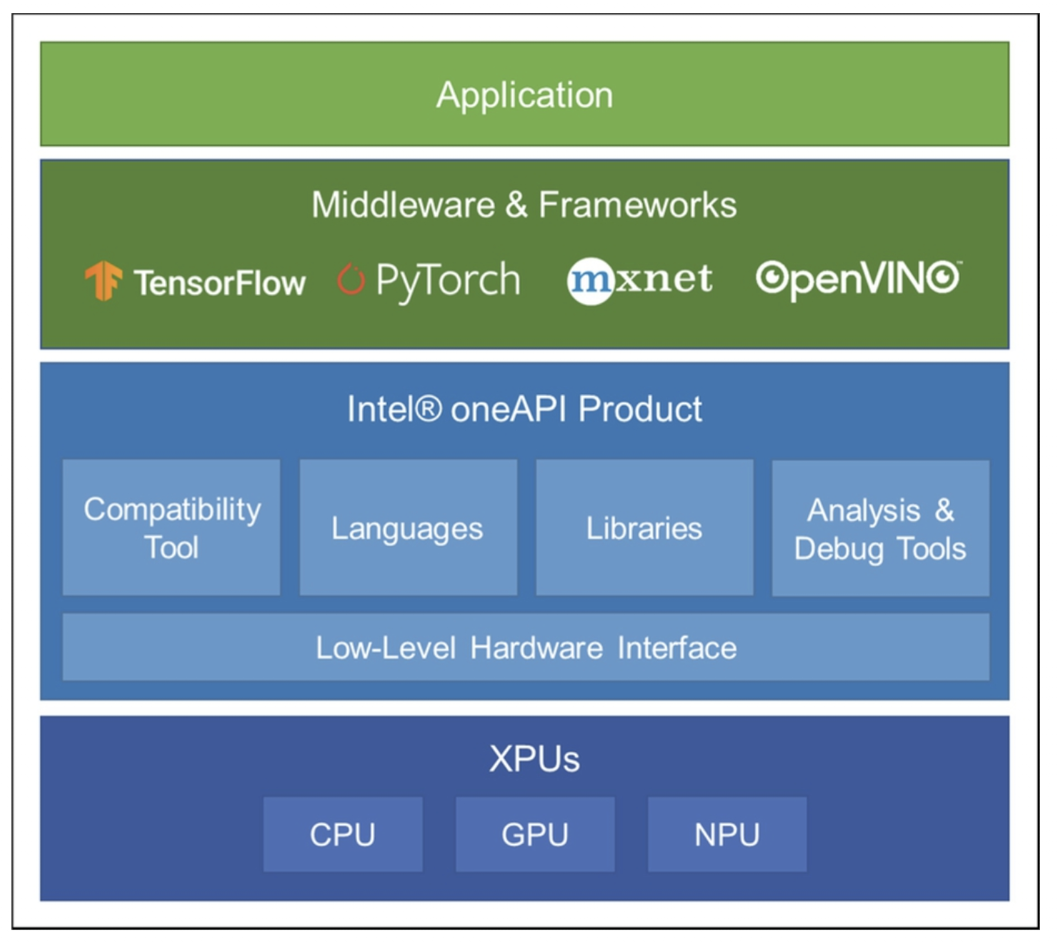 Application
Middleware & Frameworks
TensorFlow PyTorch mxnet OpenVINO™
Intel® oneAPI Product
Compatibility Tool
Languages
Libraries
Analysis & Debug Tools
Low-Level Hardware Interface
XPUs
CPU GPU NPU